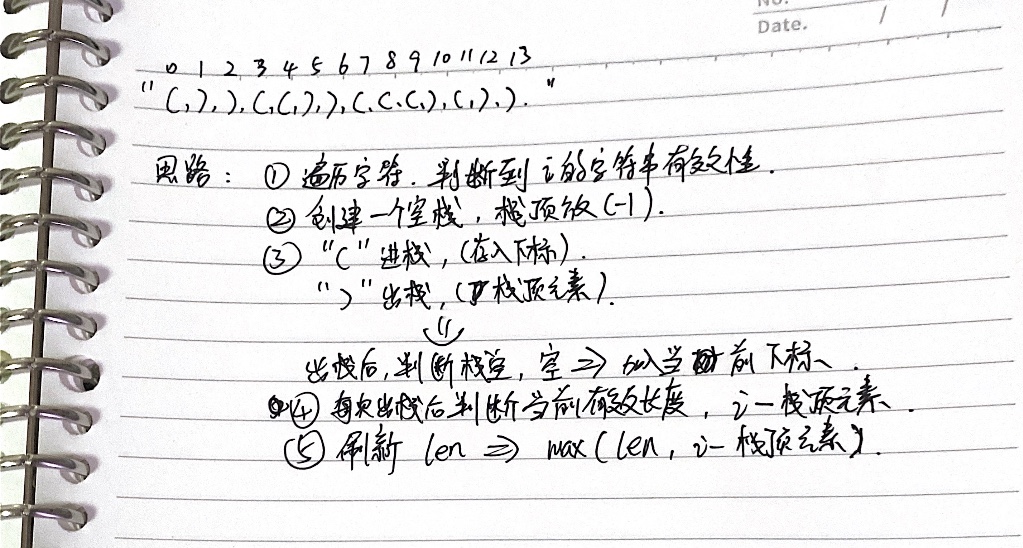 No.
Date. / /
0 1 2 3 4 5 6 7 8 9 10 11 12 13
"(,),),(,(,),),(,(,(,),(,),)."
思路: ① 遍历字符. 判断到 i 的字符串有效性.
② 创建一个空栈, 栈顶放(-1).
③ "(" 进栈, (存入下标).
")" 出栈, (栈顶元素).
出栈后, 判断栈空, 空 => 加入当前下标.
④ 每次出栈后判断当前有效长度, i-栈顶元素.
⑤ 刷新 len => max(len, i-栈顶元素).